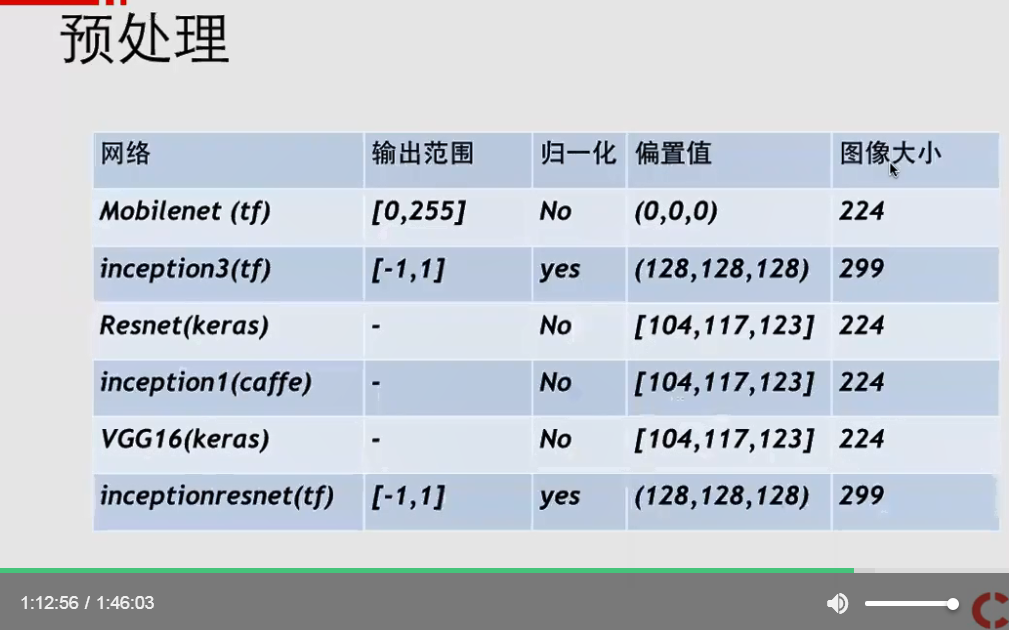 预处理
网络 输出范围 归一化 偏置值 图像大小
Mobilenet (tf) [0,255] No (0,0,0) 224
inception3(tf) [-1,1] yes (128,128,128) 299
Resnet(keras) - No [104,117,123] 224
inception1(caffe) - No [104,117,123] 224
VGG16(keras) - No [104,117,123] 224
inceptionresnet(tf) [-1,1] yes (128,128,128) 299
1:12:56 / 1:46:03